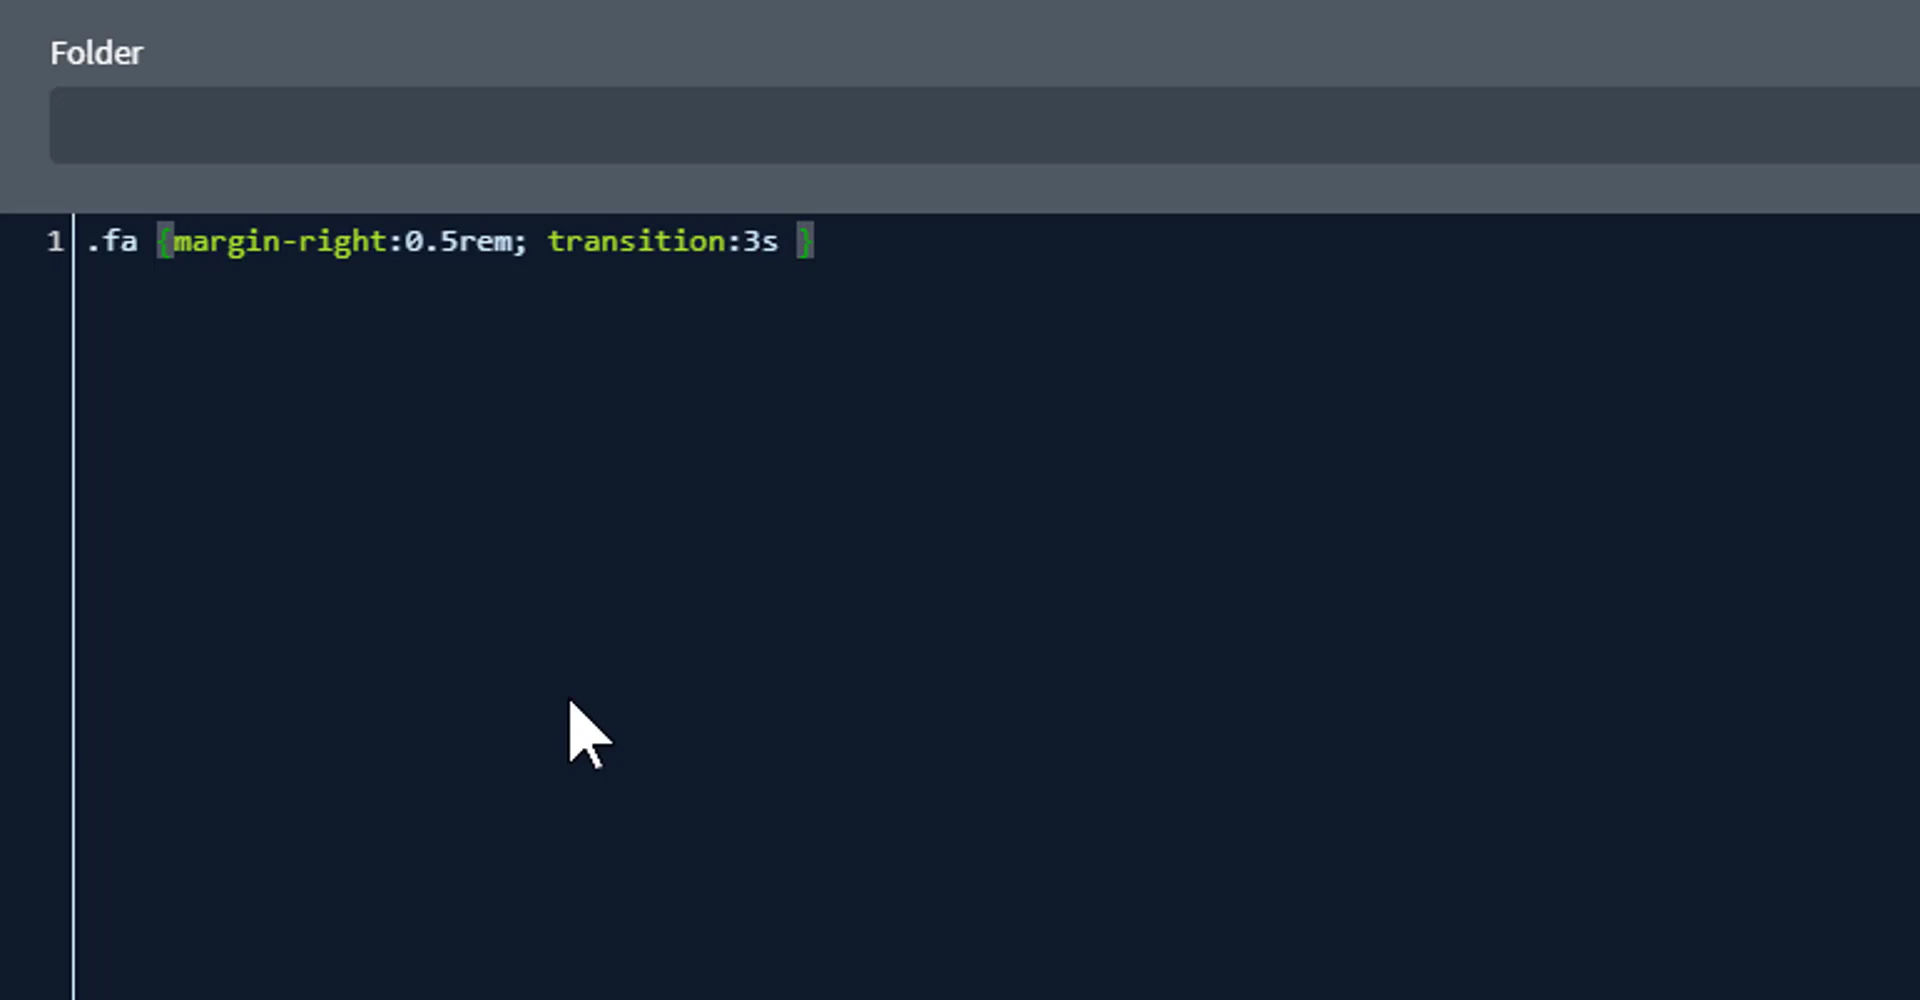 Folder
1 .fa {margin-right:0.5rem; transition:3s }